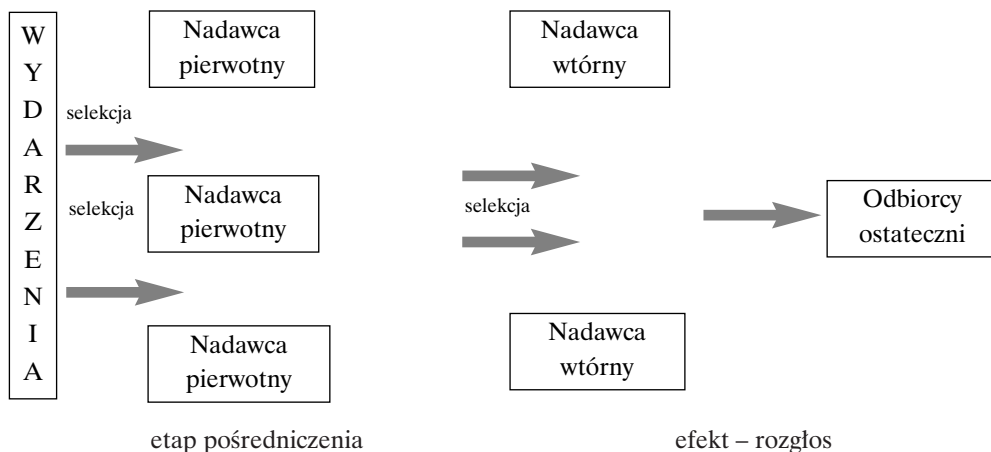 WYDARZENIA
Nadawca
pierwotny
Nadawca
wtórny
selekcja
selekcja
Nadawca
pierwotny
selekcja
Odbiorcy
ostateczni
Nadawca
pierwotny
Nadawca
wtórny
etap pośredniczenia
efekt – rozgłos